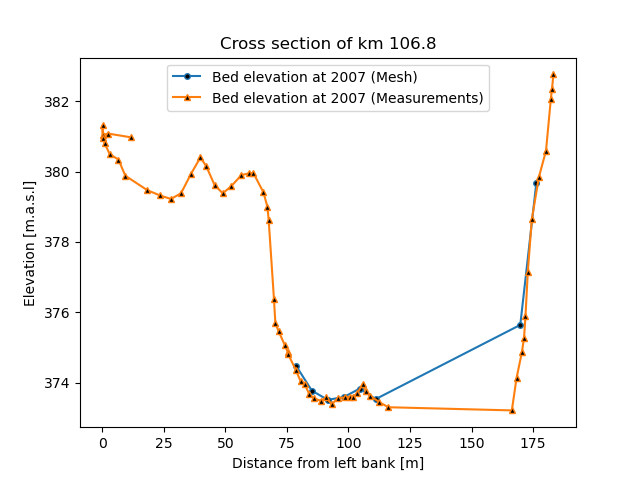 Cross section of km 106.8
Bed elevation at 2007 (Mesh)
Bed elevation at 2007 (Measurements)
Elevation [m.a.s.l]
382
380
378
376
374
0
25
50
75
100
125
150
175
Distance from left bank [m]